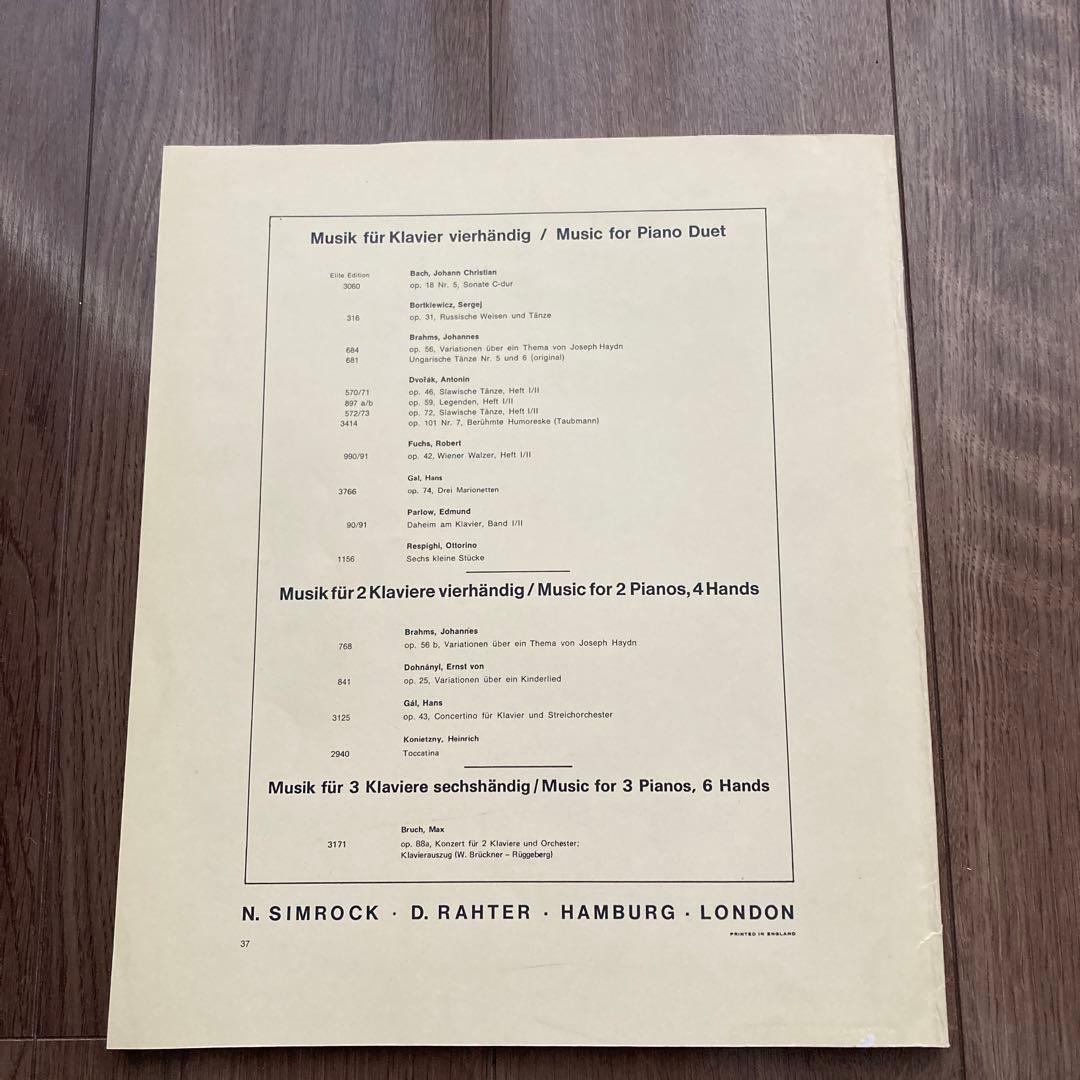 Musik für Klavier vierhändig / Music for Piano Duet
Elite Edition
Bach, Johann Christian
3060 op. 18 Nr. 5, Sonate C-dur
Bortkiewicz, Sergej
316 op. 31, Russische Weisen und Tänze
Brahms, Johannes
684 op. 56, Variationen über ein Thema von Joseph Haydn
681 Ungarische Tänze Nr. 5 und 6 (original)
Dvořák, Antonin
570/71 op. 46, Slawische Tänze, Heft I/II
897 a/b op. 59, Legenden, Heft I/II
572/73 op. 72, Slawische Tänze, Heft I/II
3414 op. 101 Nr. 7, Berühmte Humoreske (Taubmann)
Fuchs, Robert
990/91 op. 42, Wiener Walzer, Heft I/II
Gal, Hans
3766 op. 74, Drei Marionetten
Parlow, Edmund
90/91 Daheim am Klavier, Band I/II
Respighi, Ottorino
1156 Sechs kleine Stücke
Musik für 2 Klaviere vierhändig / Music for 2 Pianos, 4 Hands
Brahms, Johannes
768 op. 56 b, Variationen über ein Thema von Joseph Haydn
Dohnányi, Ernst von
841 op. 25, Variationen über ein Kinderlied
Gál, Hans
3125 op. 43, Concertino für Klavier und Streichorchester
Konietzny, Heinrich
2940 Toccatina
Musik für 3 Klaviere sechshändig / Music for 3 Pianos, 6 Hands
Bruch, Max
3171 op. 88a, Konzert für 2 Klaviere und Orchester;
Klavierauszug (W. Brückner – Rüggeberg)
N. SIMROCK · D. RAHTER · HAMBURG · LONDON
PRINTED IN ENGLAND
37